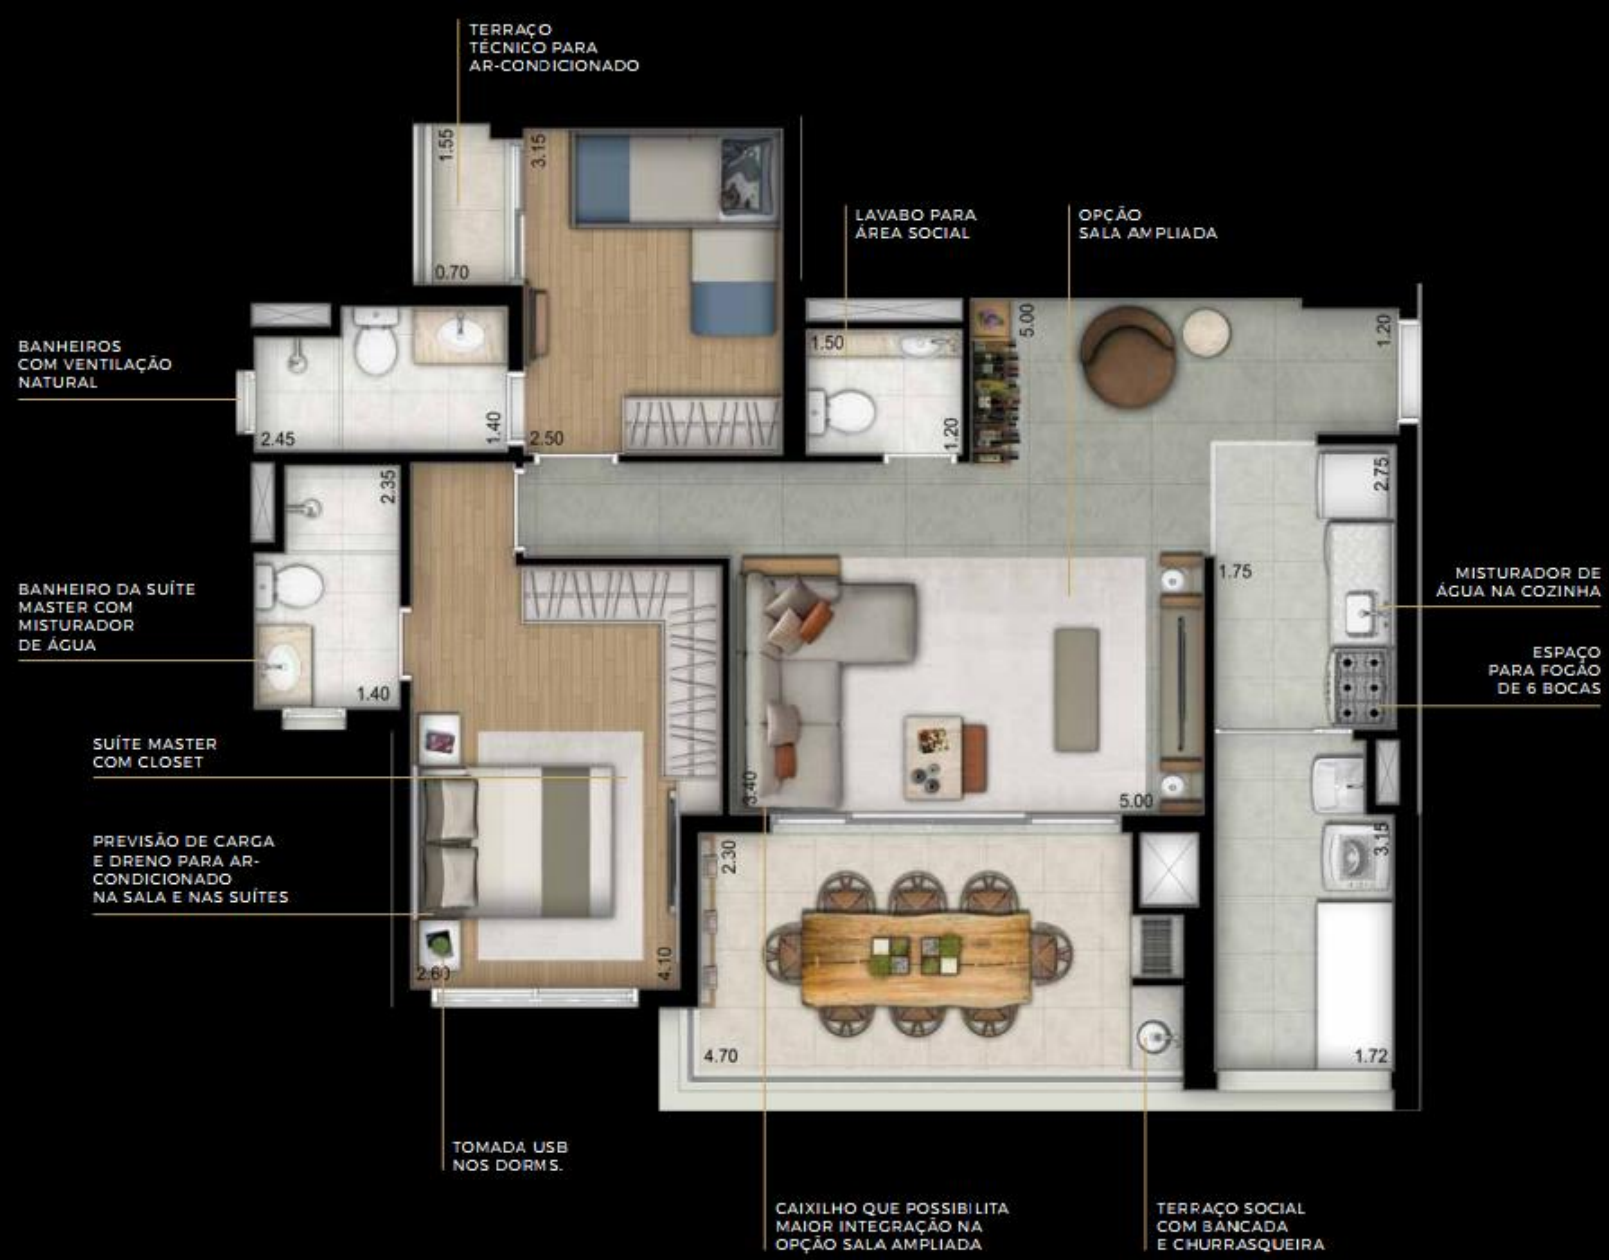 TERRAÇO
TÉCNICO PARA
AR-CONDICIONADO
1.55
3.15
0.70
LAVABO PARA
ÁREA SOCIAL
OPÇÃO
SALA AMPLIADA
5.00
1.20
1.50
BANHEIROS
COM VENTILAÇÃO
NATURAL
2.45
1.40
2.50
1.20
2.35
2.75
1.75
MISTURADOR DE
ÁGUA NA COZINHA
BANHEIRO DA SUÍTE
MASTER COM
MISTURADOR
DE ÁGUA
1.40
ESPAÇO
PARA FOGÃO
DE 6 BOCAS
SUÍTE MASTER
COM CLOSET
3.40
5.00
PREVISÃO DE CARGA
E DRENO PARA AR-
CONDICIONADO
NA SALA E NAS SUÍTES
2.30
3.15
2.60
4.10
4.70
1.72
TOMADA USB
NOS DORMS.
CAIXILHO QUE POSSIBILITA
MAIOR INTEGRAÇÃO NA
OPÇÃO SALA AMPLIADA
TERRAÇO SOCIAL
COM BANCADA
E CHURRASQUEIRA